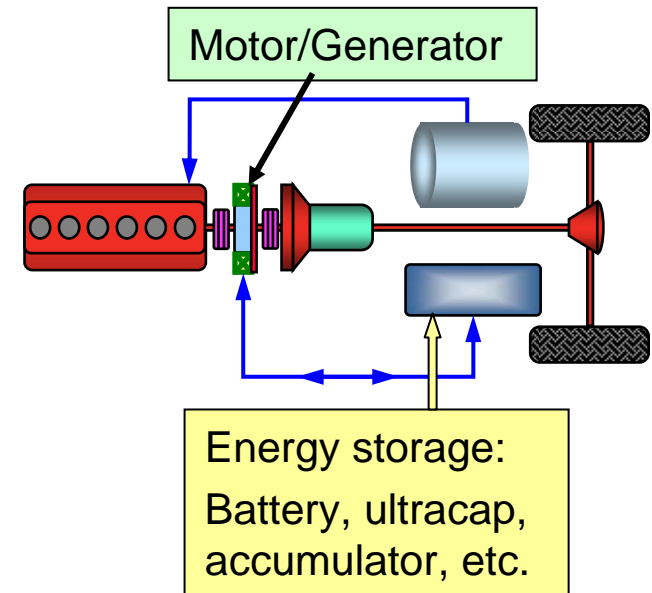 Motor/Generator
Energy storage:
Battery, ultracap,
accumulator, etc.